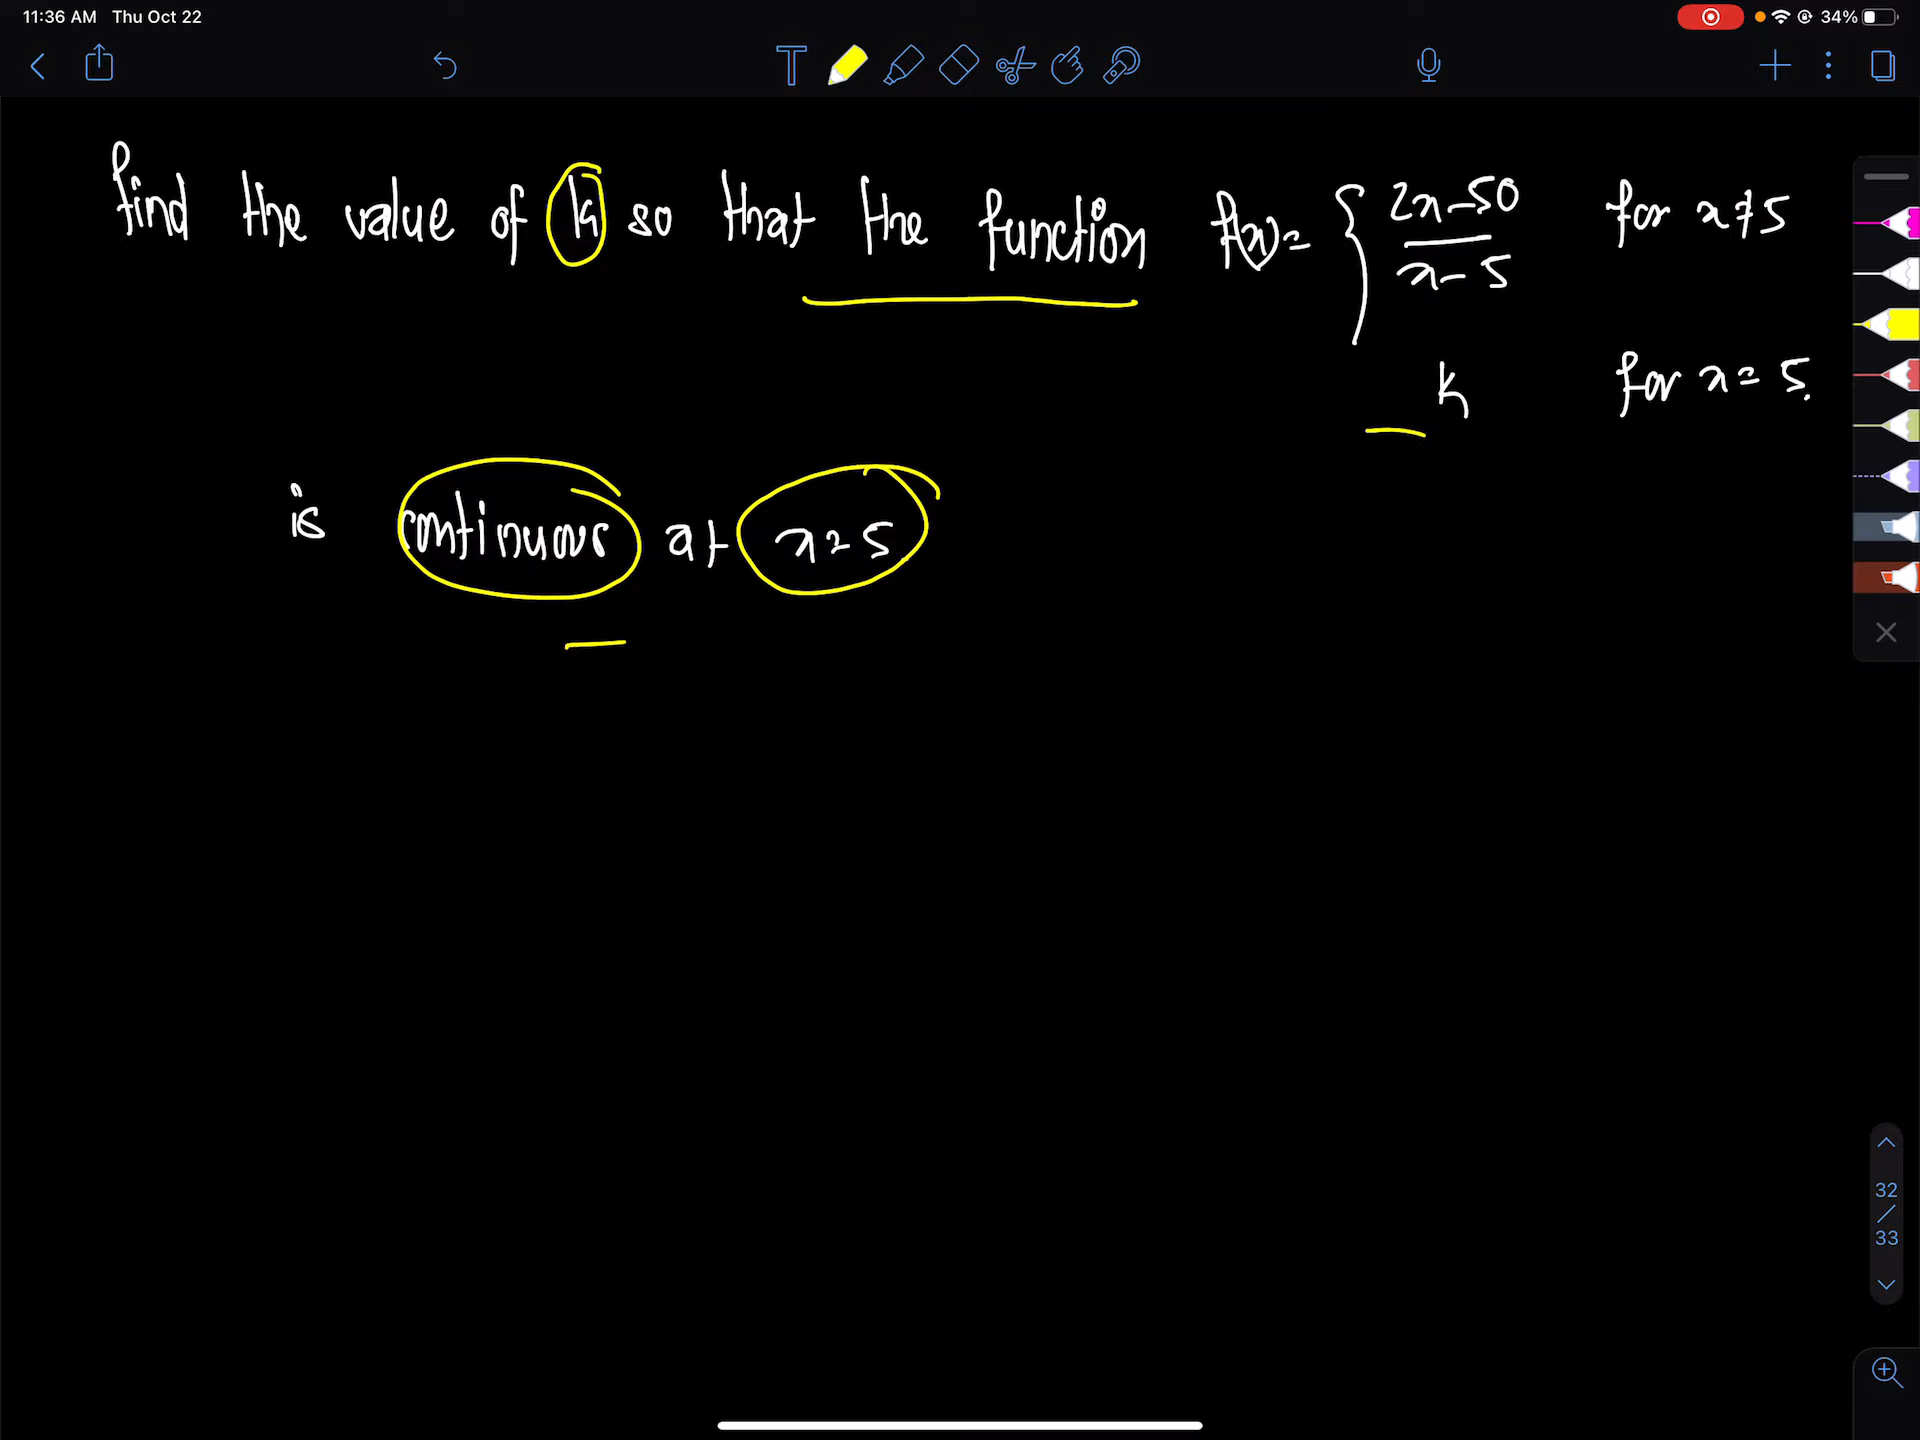 11:36 AM Thu Oct 22 34%
find the value of k so that the function f(x)= { 2x-50 / x-5 for x≠5
k for x=5.
is continuous at x=5
32
/
33